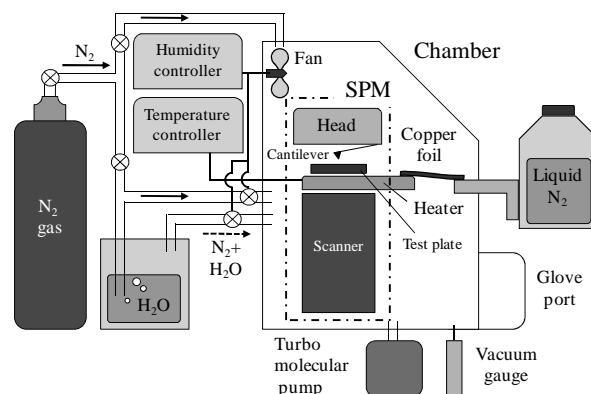 N₂
Humidity
controller
Fan
Chamber
SPM
Temperature
controller
Head
Copper
foil
Cantilever
Liquid
N₂
N₂
gas
Heater
Scanner
Test plate
N₂+
H₂O
H₂O
Glove
port
Turbo
molecular
pump
Vacuum
gauge